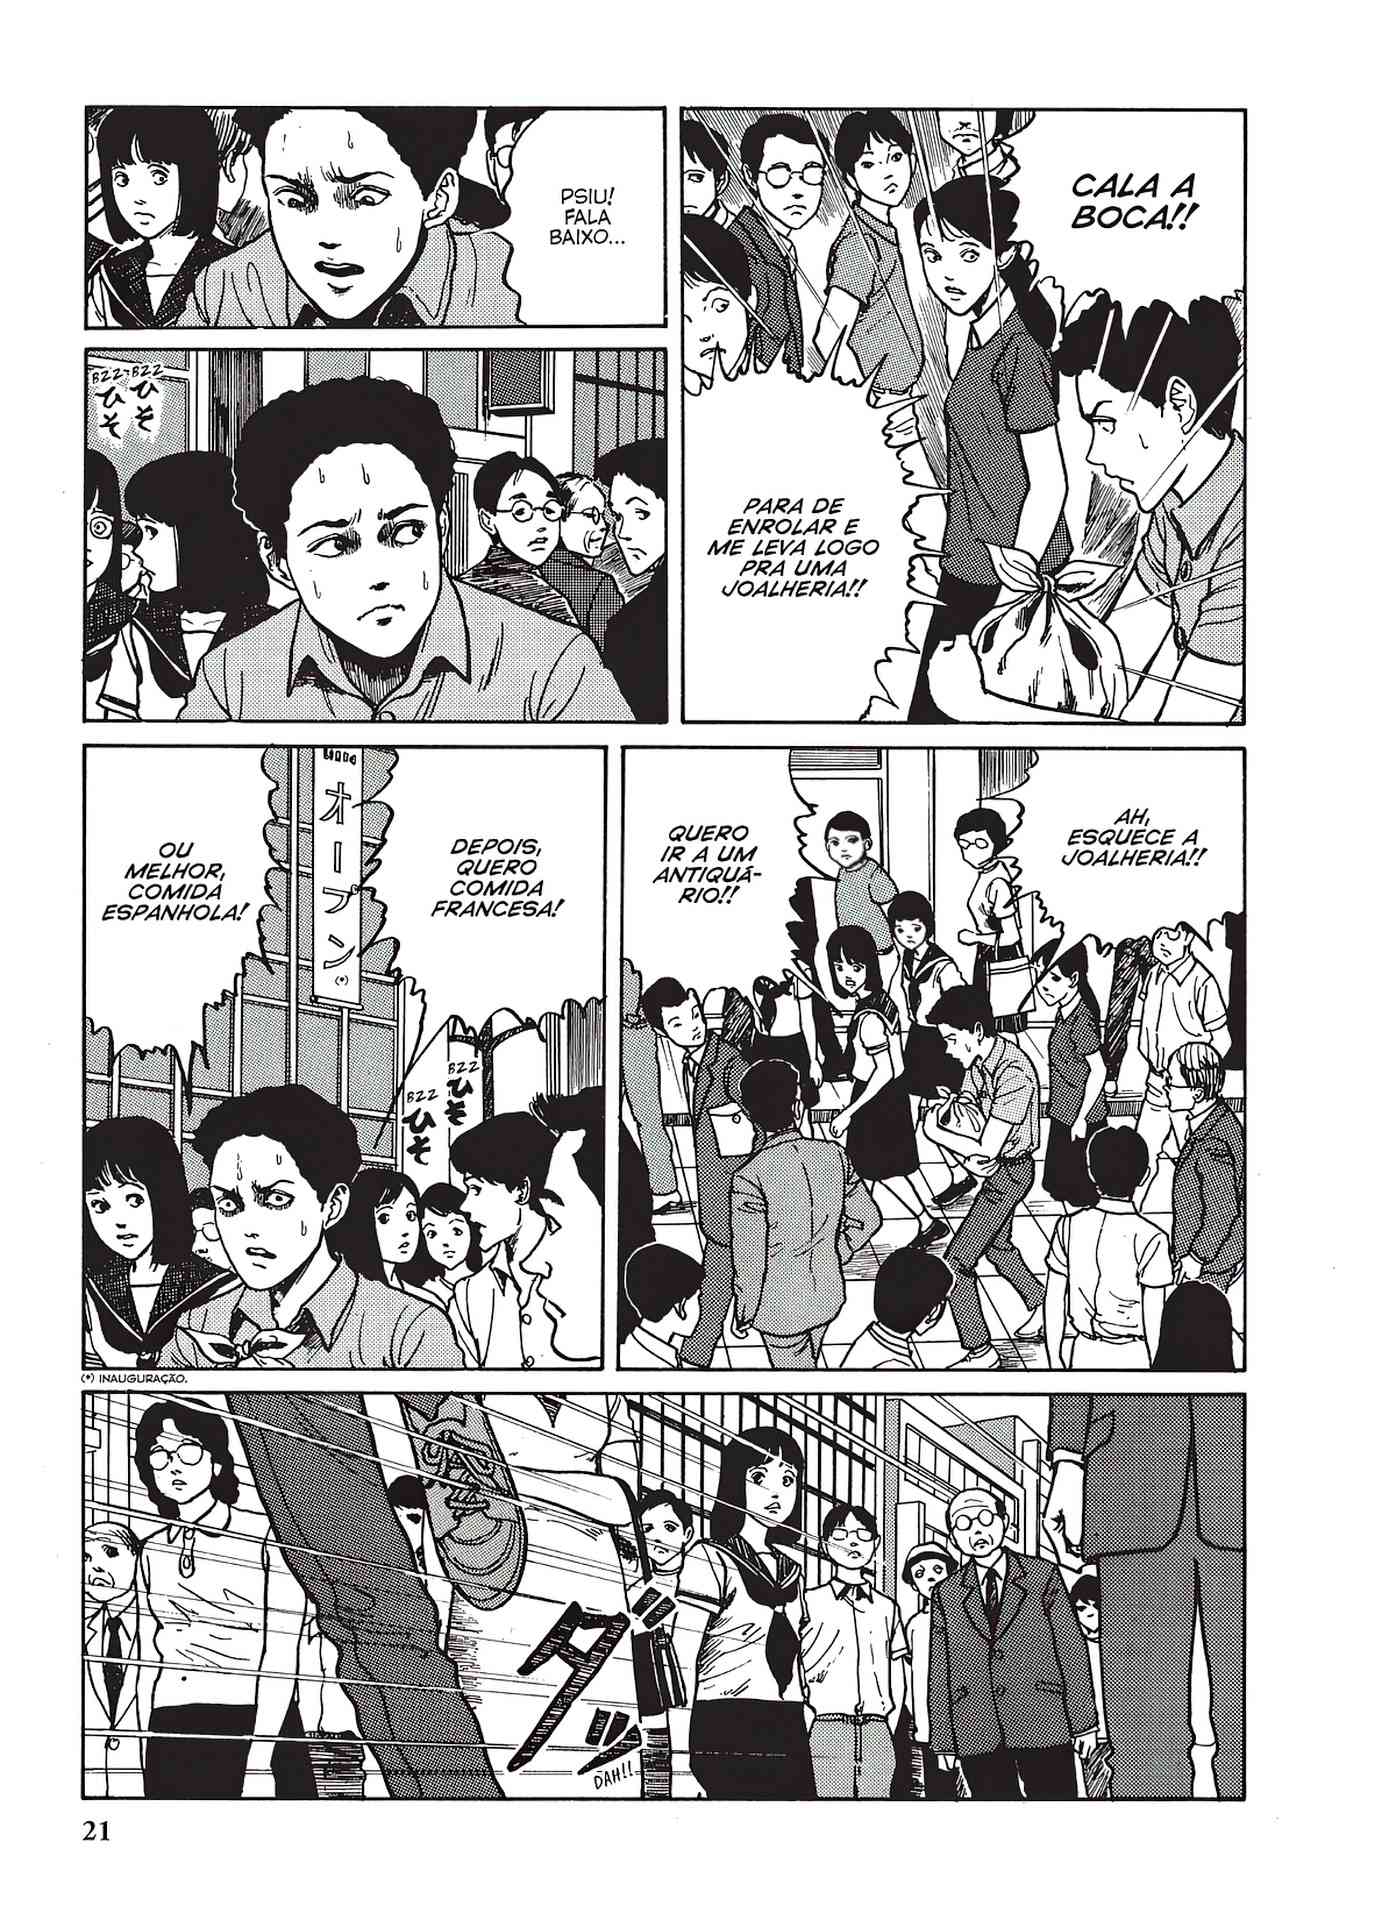 CALA A
BOCA!!
PARA DE
ENROLAR E
ME LEVA LOGO
PRA UMA
JOALHERIA!!
PSIU!
FALA
BAIXO...
BZZ
ひそ
BZZ
ひそ
AH,
ESQUECE A
JOALHERIA!!
QUERO
IR A UM
ANTIQUÁ-
RIO!!
DEPOIS,
QUERO
COMIDA
FRANCESA!
オープン
(*)
OU
MELHOR,
COMIDA
ESPANHOLA!
BZZ
ひそ
BZZ
ひそ
(*) INAUGURAÇÃO.
ダッ
DAH!!
21